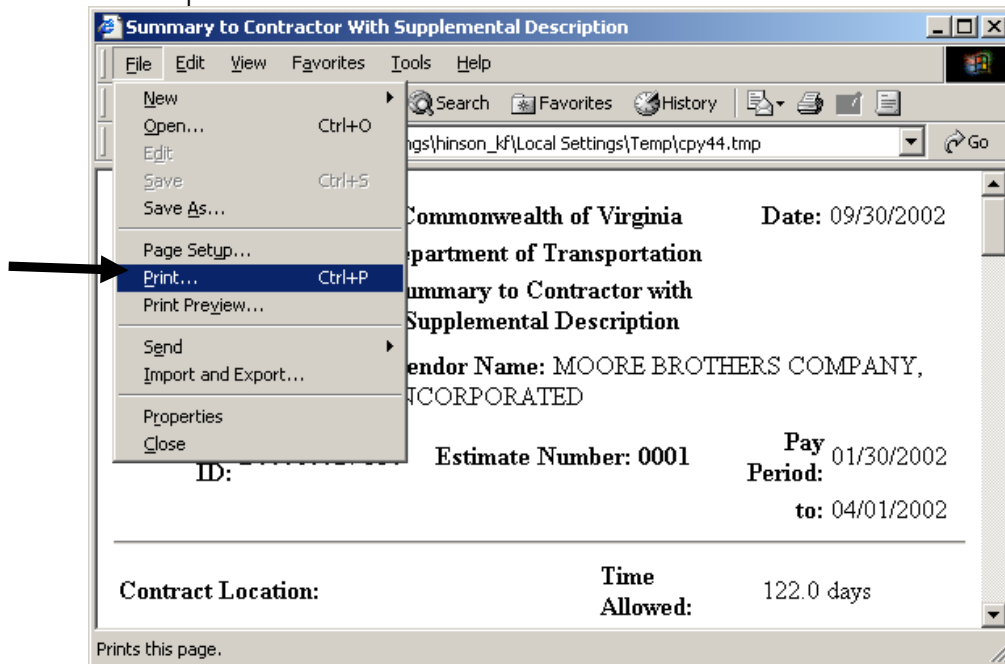 Summary to Contractor With Supplemental Description
File Edit View Favorites Tools Help
Search Favorites History
ngs\hinson_kf\Local Settings\Temp\cpy44.tmp Go
New
Open... Ctrl+O
Edit
Save Ctrl+S
Save As...
Page Setup...
Print... Ctrl+P
Print Preview...
Send
Import and Export...
Properties
Close
Commonwealth of Virginia Date: 09/30/2002
epartment of Transportation
ummary to Contractor with
Supplemental Description
endor Name: MOORE BROTHERS COMPANY,
NCORPORATED
ID: Estimate Number: 0001 Pay Period: 01/30/2002
to: 04/01/2002
Contract Location: Time Allowed: 122.0 days
Prints this page.